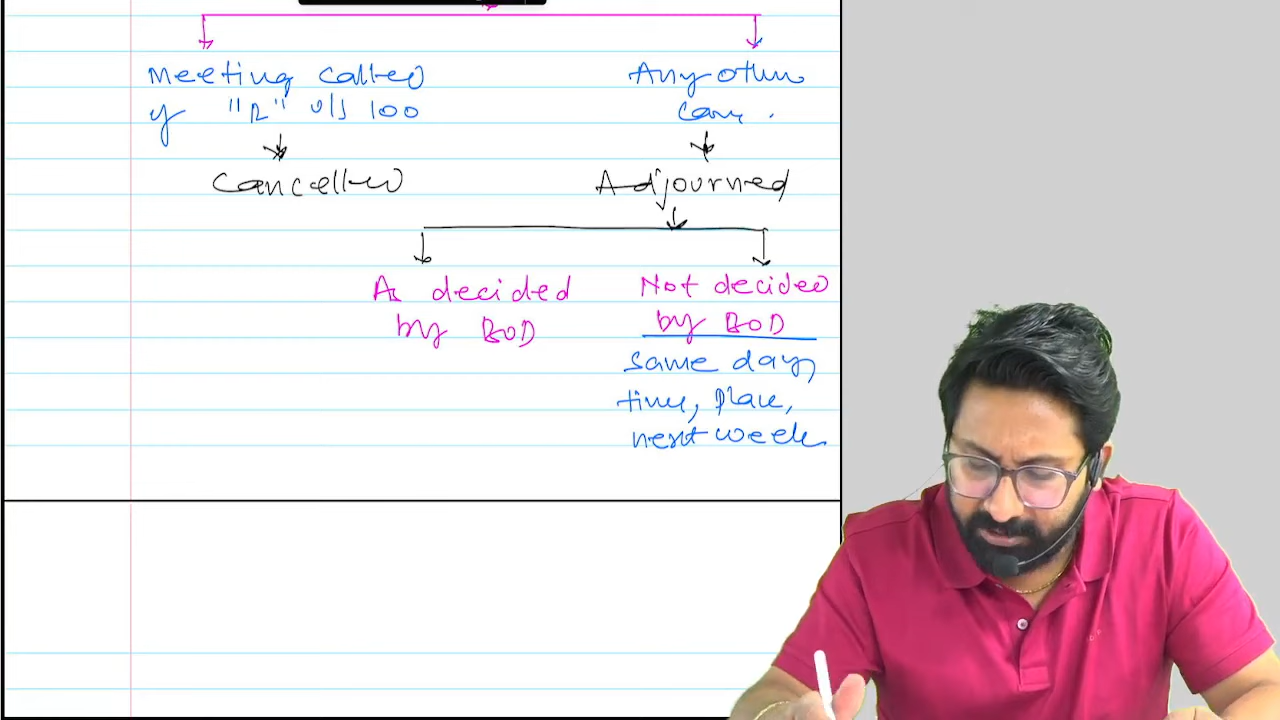 Meeting called
by "R" u/s 100
Any other
case.
Cancelled
Adjourned
As decided
by BOD
Not decided
by BOD
same day,
time, place,
next week